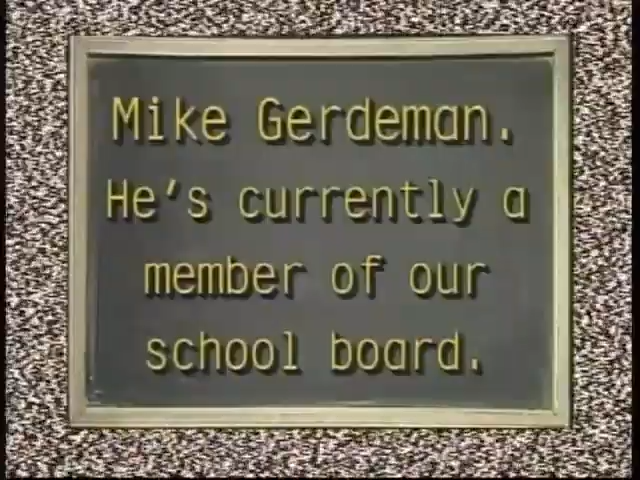 Mike Gerdeman.
He's currently a
member of our
school board.